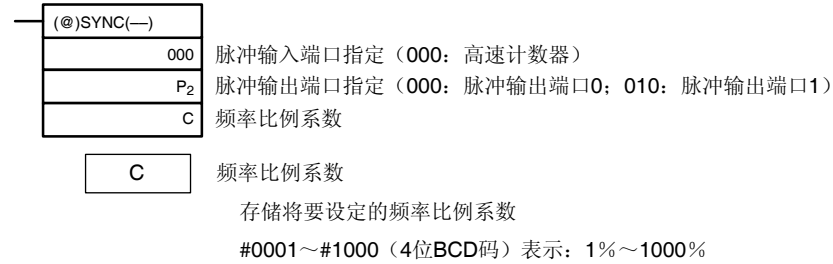 (@)SYNC(—)
000 脉冲输入端口指定（000：高速计数器）
P2 脉冲输出端口指定（000：脉冲输出端口0；010：脉冲输出端口1）
C 频率比例系数
C 频率比例系数
存储将要设定的频率比例系数
#0001～#1000（4位BCD码）表示：1％～1000％